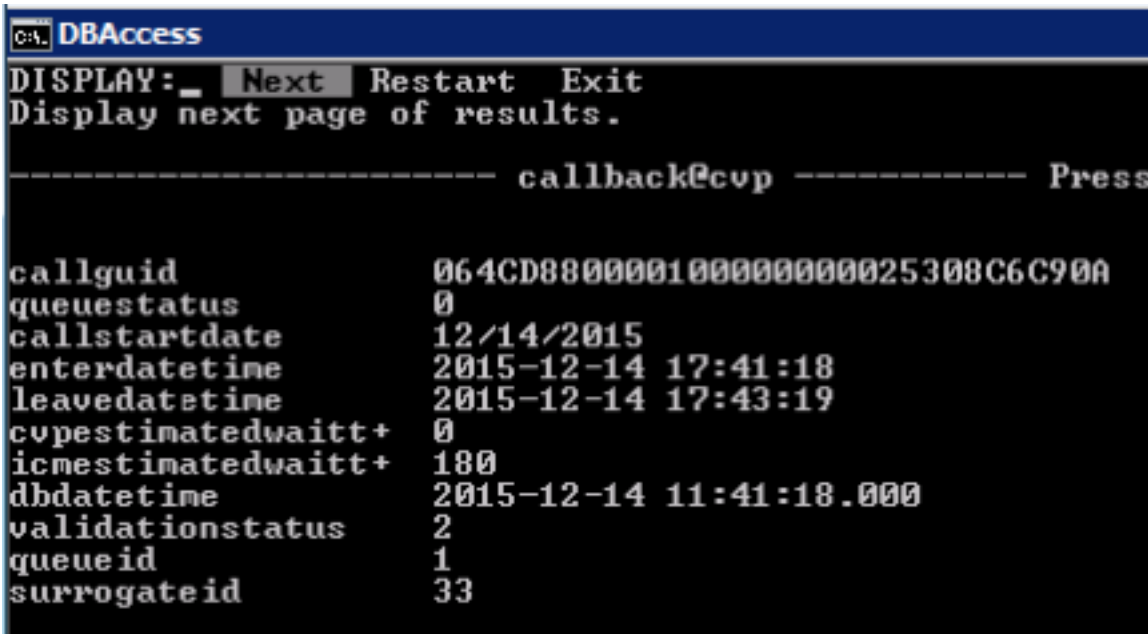 DBAccess
DISPLAY:_ Next Restart Exit
Display next page of results.
----------------------- callback@cvp ----------- Press
callguid 064CD88000010000000000025308C6C90A
queuestatus 0
callstartdate 12/14/2015
enterdatetime 2015-12-14 17:41:18
leavedatetime 2015-12-14 17:43:19
cvpestimatedwaitt+ 0
icmestimatedwaitt+ 180
dbdatetime 2015-12-14 11:41:18.000
validationstatus 2
queueid 1
surrogateid 33